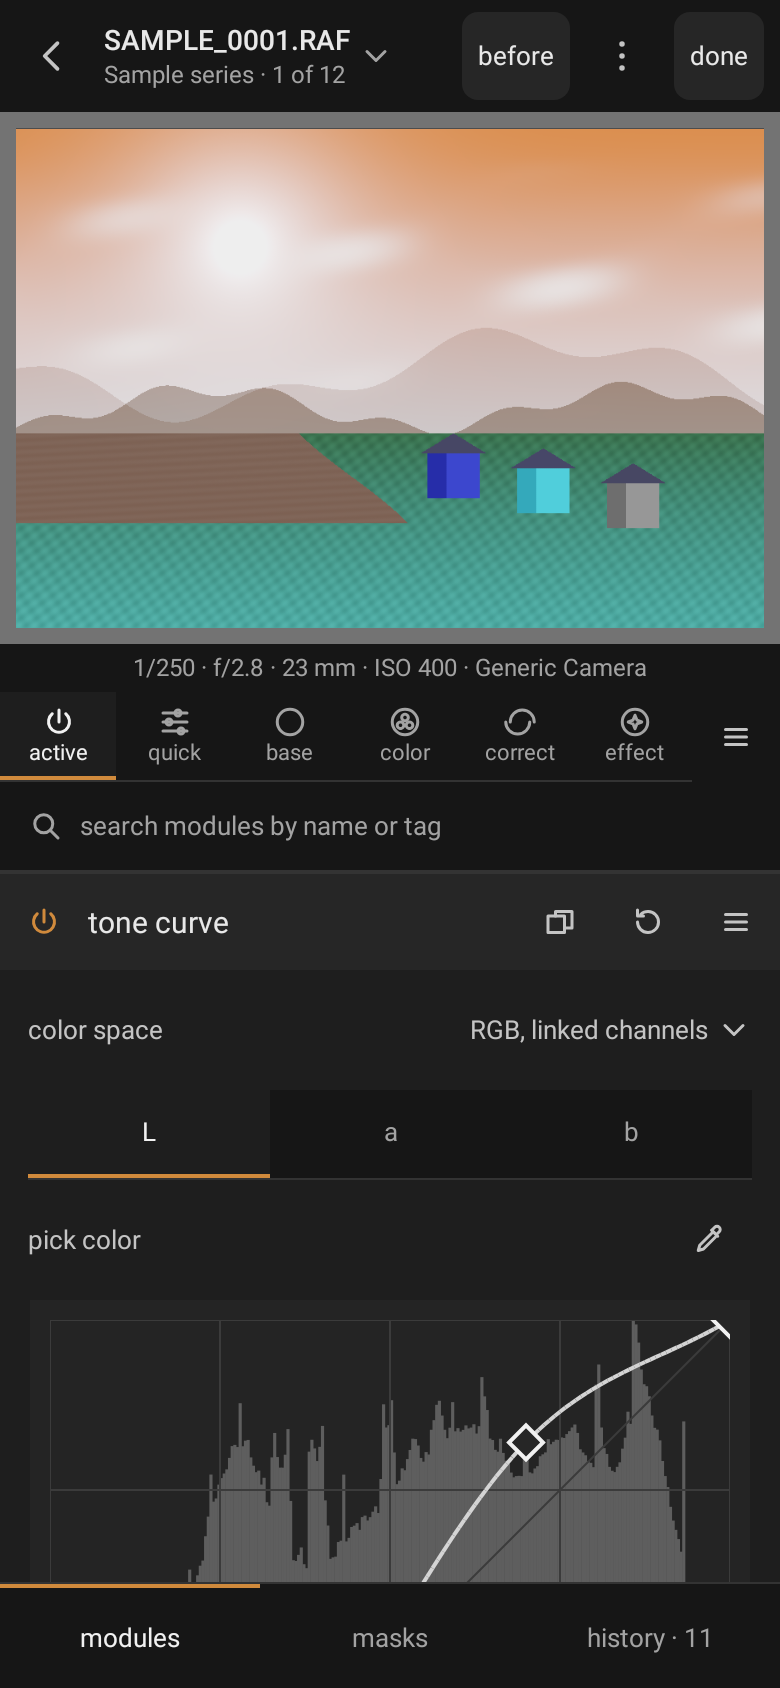 SAMPLE_0001.RAF
Sample series · 1 of 12
before
done
1/250 · f/2.8 · 23 mm · ISO 400 · Generic Camera
active
quick
base
color
correct
effect
search modules by name or tag
tone curve
color space
RGB, linked channels
L
a
b
pick color
modules
masks
history · 11